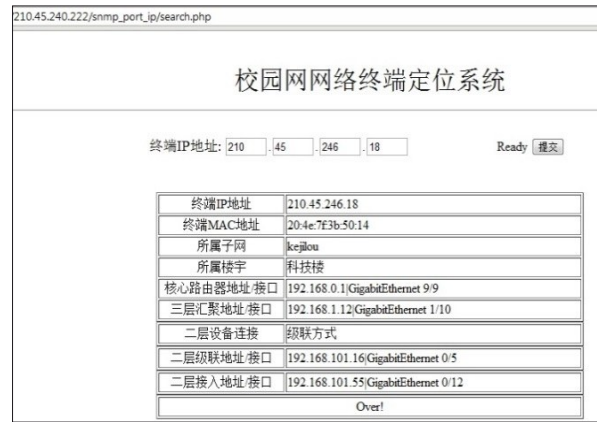 210.45.240.222/snmp_port_ip/search.php
校园网网络终端定位系统
终端IP地址: 210 . 45 . 246 . 18 Ready 提交
终端IP地址 210.45.246.18
终端MAC地址 20:4e:7f:3b:50:14
所属子网 kejilou
所属楼宇 科技楼
核心路由器地址/接口 192.168.0.1|GigabitEthernet 9/9
三层汇聚地址/接口 192.168.1.12|GigabitEthernet 1/10
二层设备连接 级联方式
二层级联地址/接口 192.168.101.16|GigabitEthernet 0/5
二层接入地址/接口 192.168.101.55|GigabitEthernet 0/12
Over!